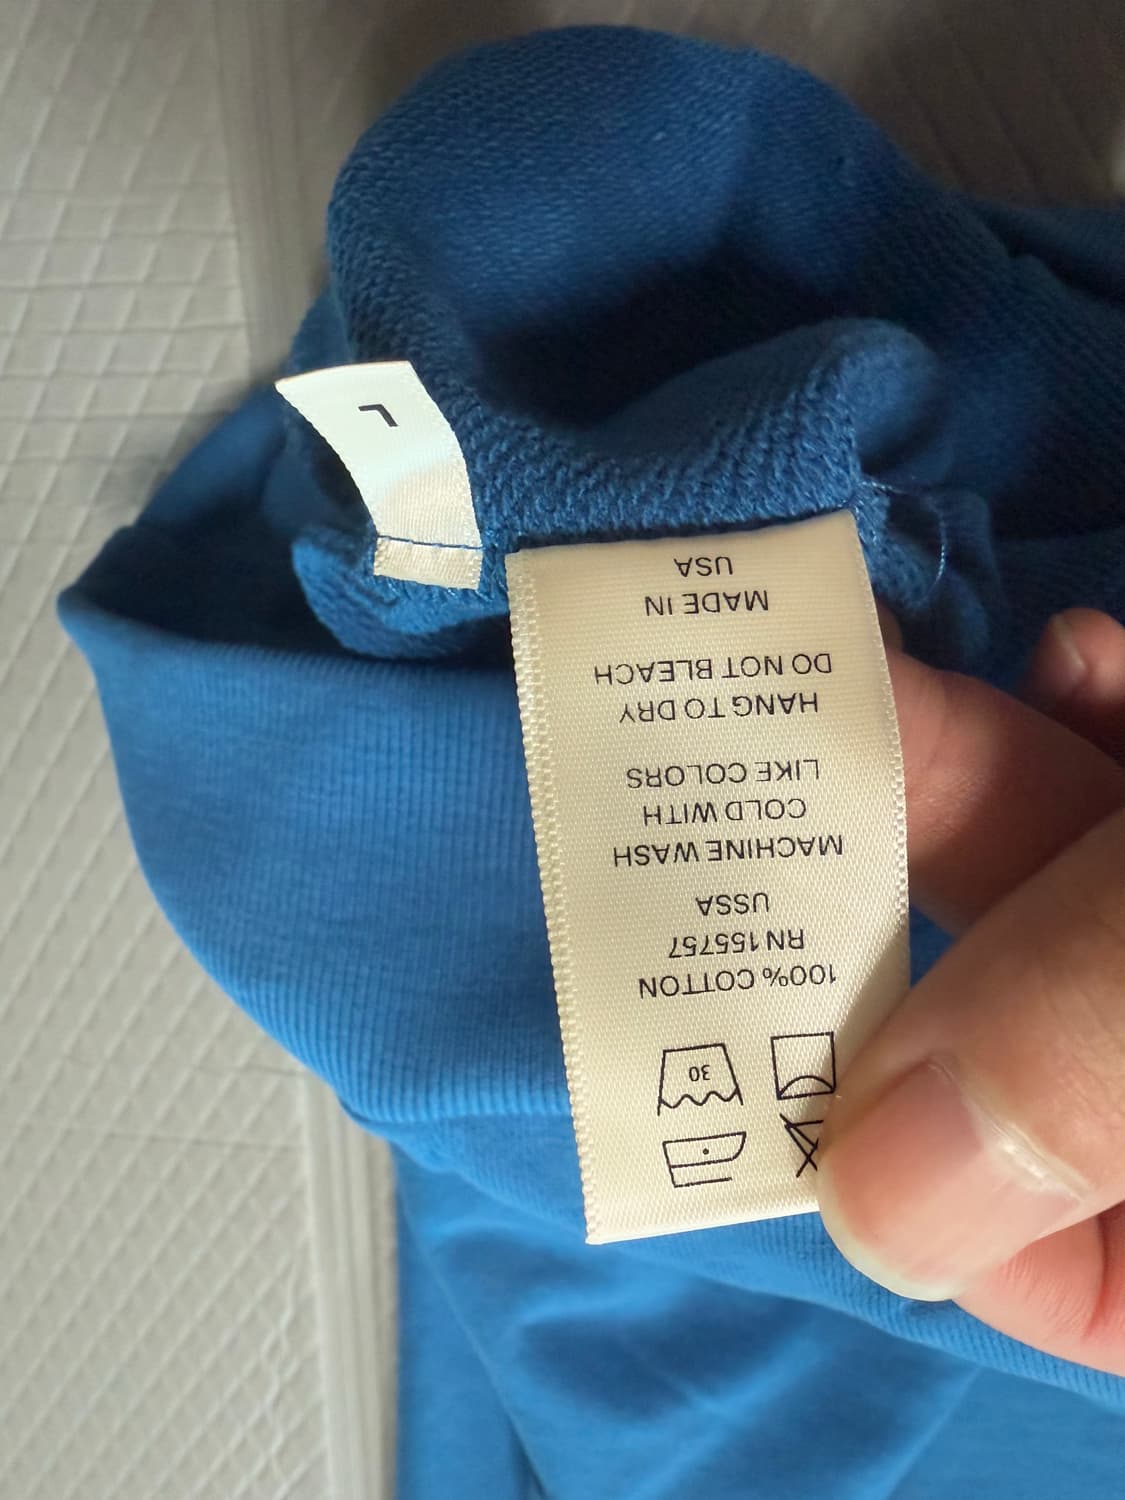 30
100% COTTON
RN 155757
USSA
MACHINE WASH
COLD WITH
LIKE COLORS
HANG TO DRY
DO NOT BLEACH
MADE IN
USA
L